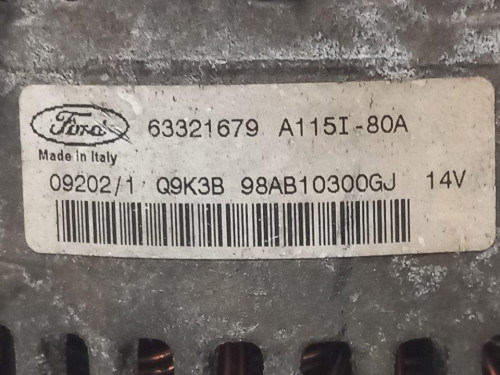 Ford 63321679 A115I-80A
Made in Italy
09202/1 Q9K3B 98AB10300GJ 14V